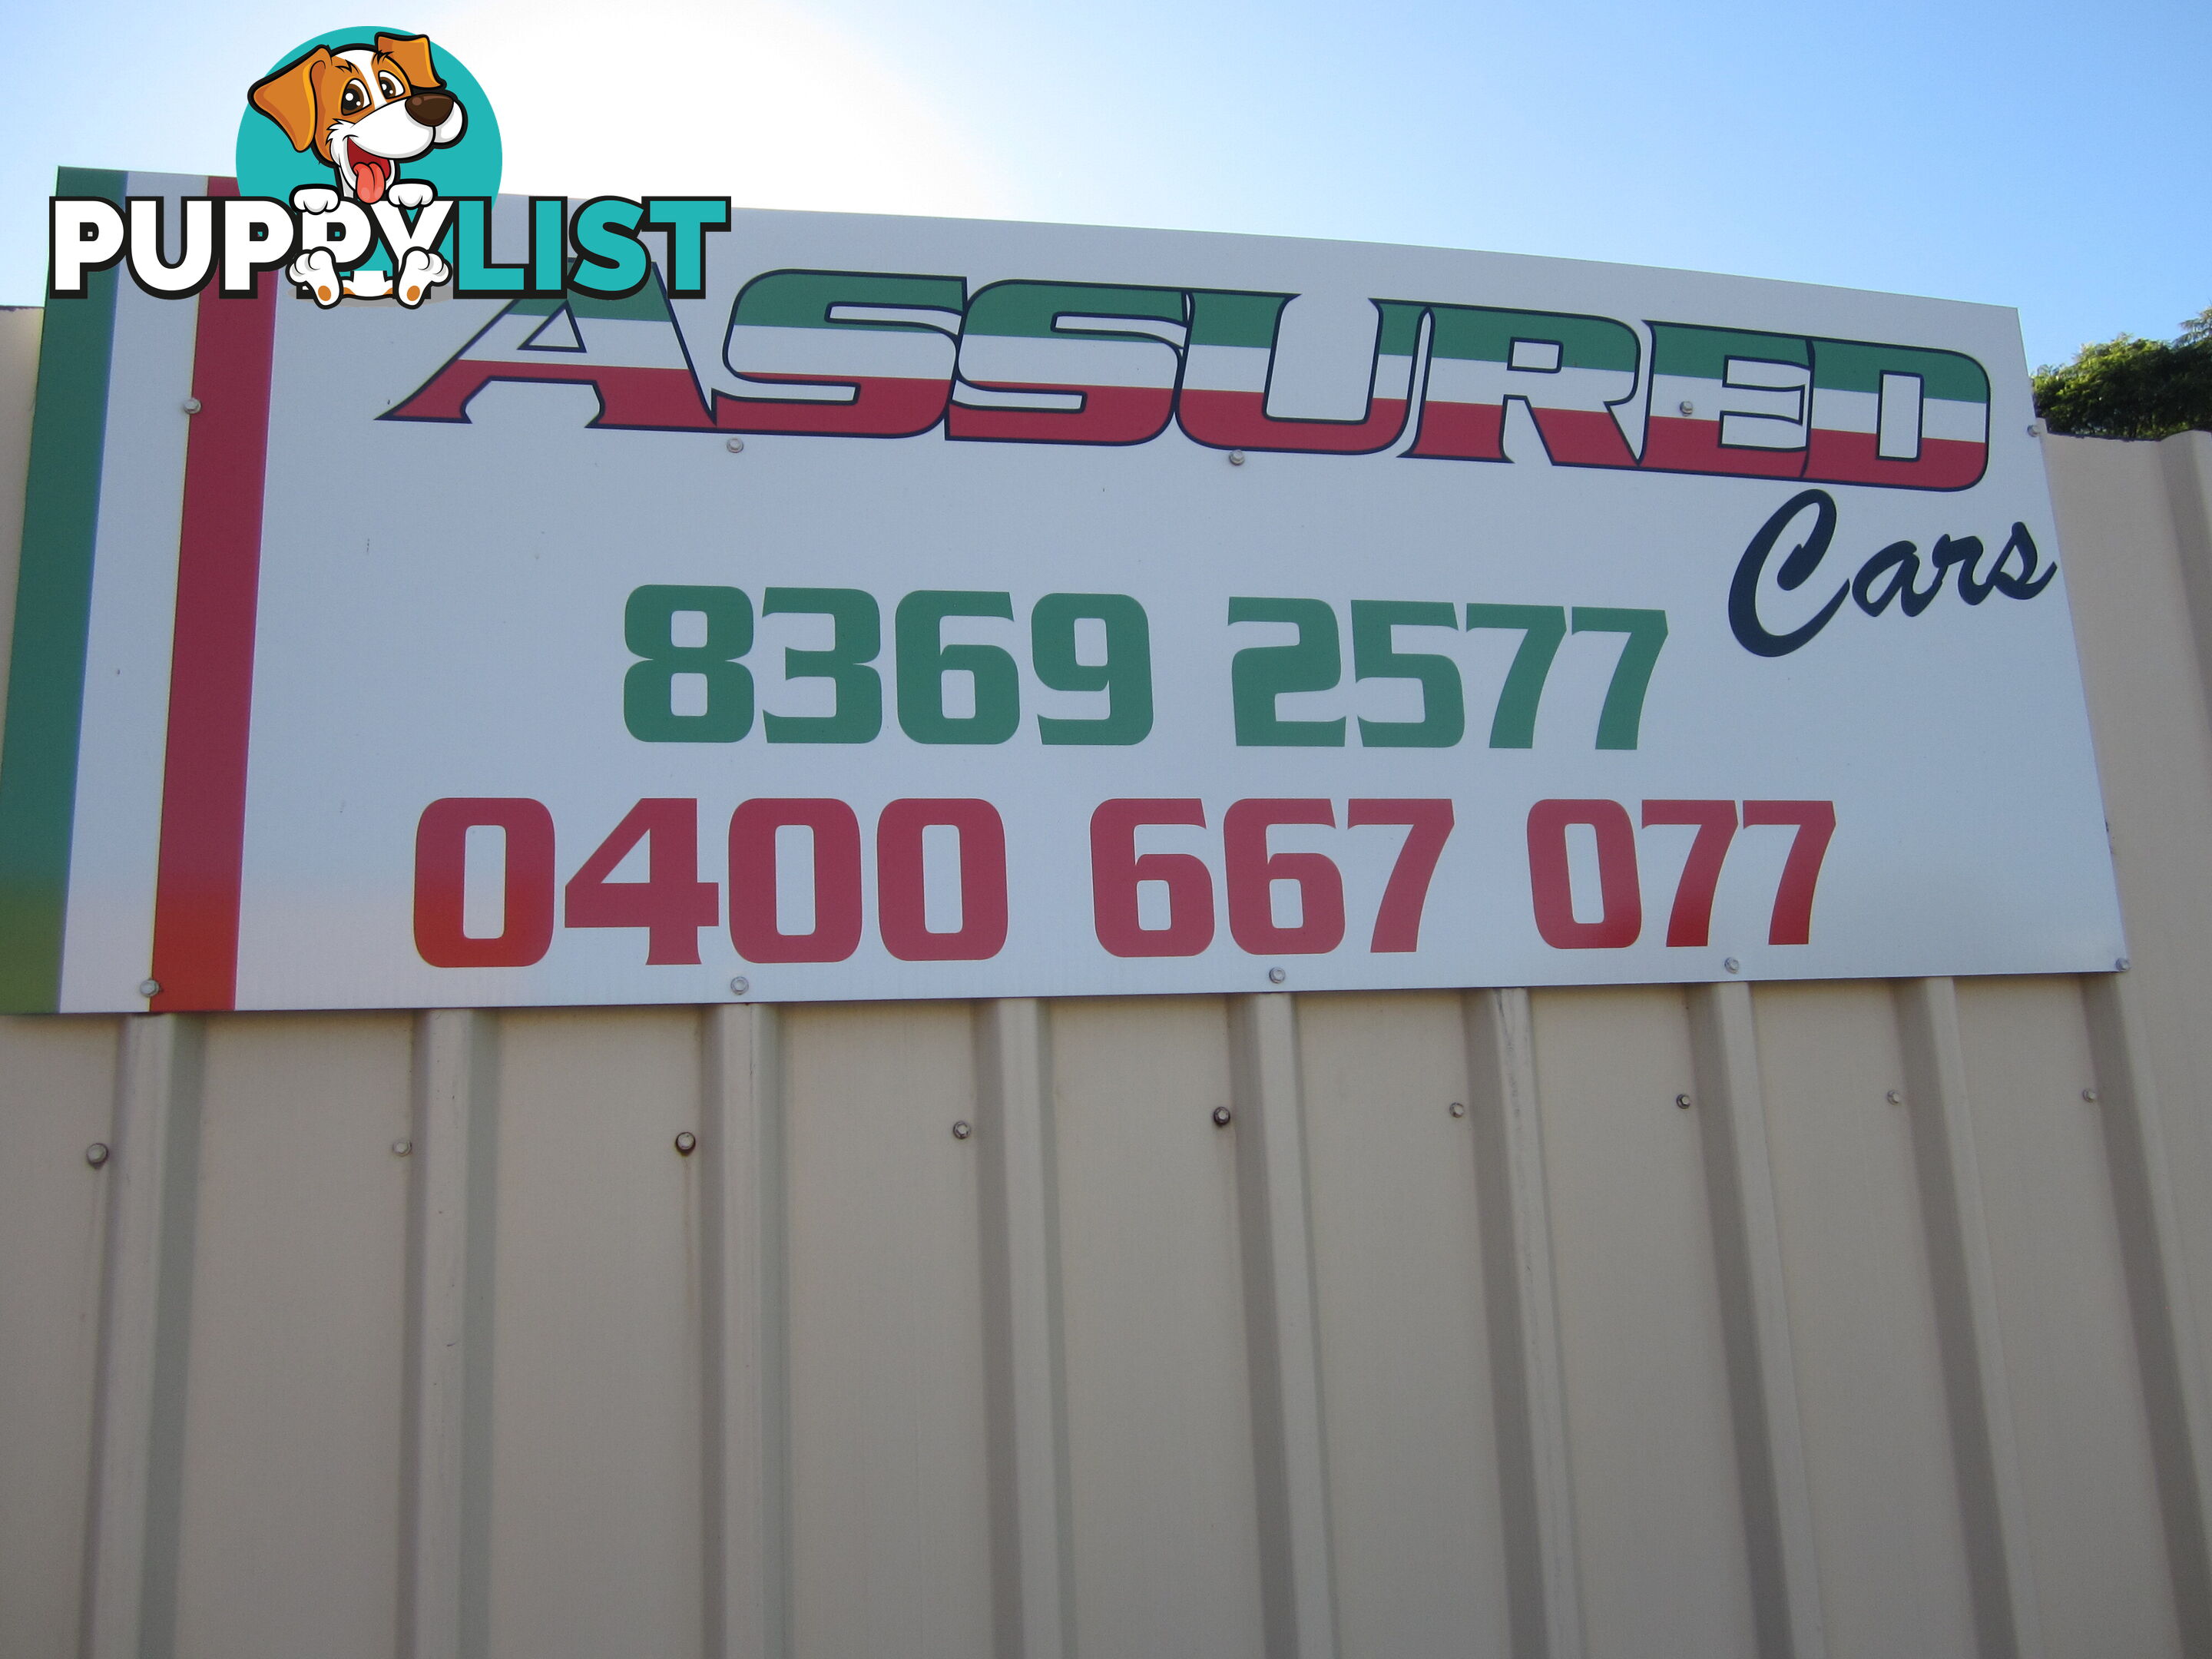 PUPPYLIST
ASSURED
Cars
8369 2577
0400 667 077